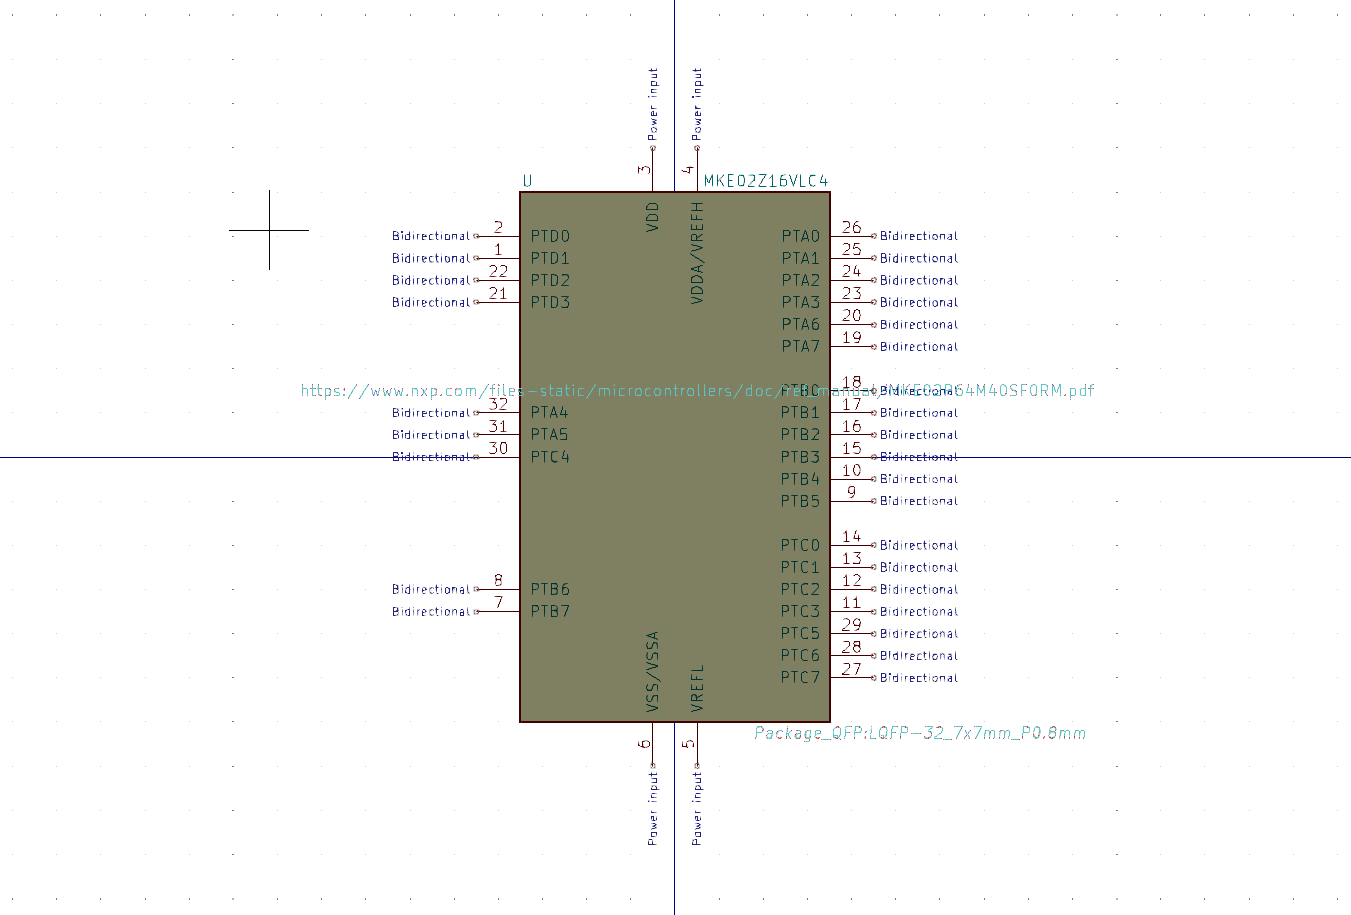 Power input Power input
3 4
U MKE02Z16VLC4
VDD VDDA/VREFH
Bidirectional 2 PTD0 PTA0 26 Bidirectional
Bidirectional 1 PTD1 PTA1 25 Bidirectional
Bidirectional 22 PTD2 PTA2 24 Bidirectional
Bidirectional 21 PTD3 PTA3 23 Bidirectional
PTA6 20 Bidirectional
PTA7 19 Bidirectional
PTB0 18 Bidirectional
https://www.nxp.com/files-static/microcontrollers/doc/ref_manual/MKE02P64M40SF0RM.pdf
Bidirectional 32 PTA4 PTB1 17 Bidirectional
Bidirectional 31 PTA5 PTB2 16 Bidirectional
Bidirectional 30 PTC4 PTB3 15 Bidirectional
PTB4 10 Bidirectional
PTB5 9 Bidirectional
PTC0 14 Bidirectional
PTC1 13 Bidirectional
Bidirectional 8 PTB6 PTC2 12 Bidirectional
Bidirectional 7 PTB7 PTC3 11 Bidirectional
PTC5 29 Bidirectional
PTC6 28 Bidirectional
PTC7 27 Bidirectional
VSS/VSSA VREFL
Package_QFP:LQFP-32_7x7mm_P0.8mm
6 5
Power input Power input